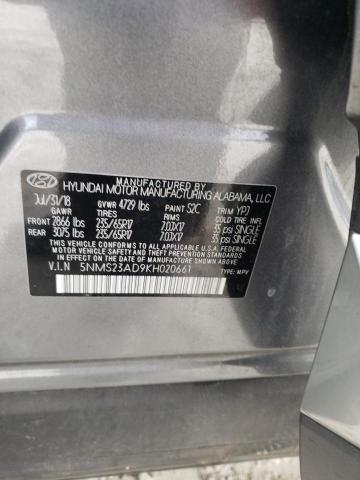 MANUFACTURED BY
HYUNDAI MOTOR MANUFACTURING ALABAMA, LLC
JUl/31/18 GVWR 4729 lbs PAINT S2C TRIM YPJ
GAWR TIRES RIMS COLD TIRE INFL.
FRONT 2866 lbs 235/65R17 7.0JX17 35 psi SINGLE
REAR 3075 lbs 235/65R17 7.0JX17 35 psi SINGLE
THIS VEHICLE CONFORMS TO ALL APPLICABLE U.S. FEDERAL
MOTOR VEHICLE SAFETY AND THEFT PREVENTION STANDARDS
IN EFFECT ON THE DATE OF MANUFACTURE SHOWN ABOVE.
V.I.N 5NMS23AD9KH020661 TYPE: MPV